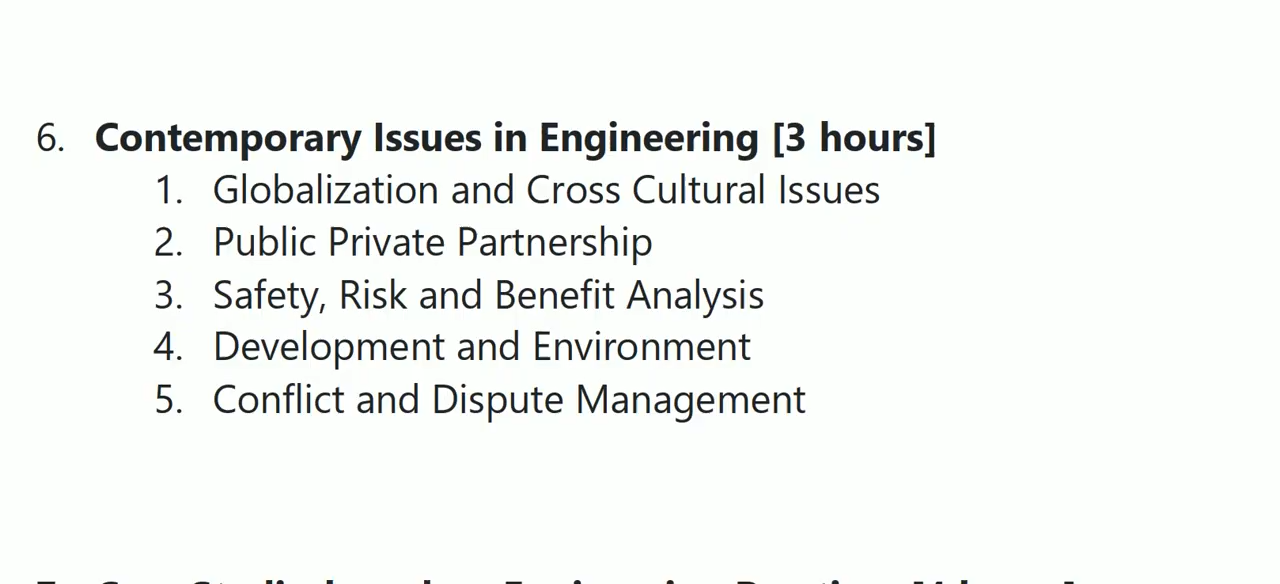 6. Contemporary Issues in Engineering [3 hours]
1. Globalization and Cross Cultural Issues
2. Public Private Partnership
3. Safety, Risk and Benefit Analysis
4. Development and Environment
5. Conflict and Dispute Management